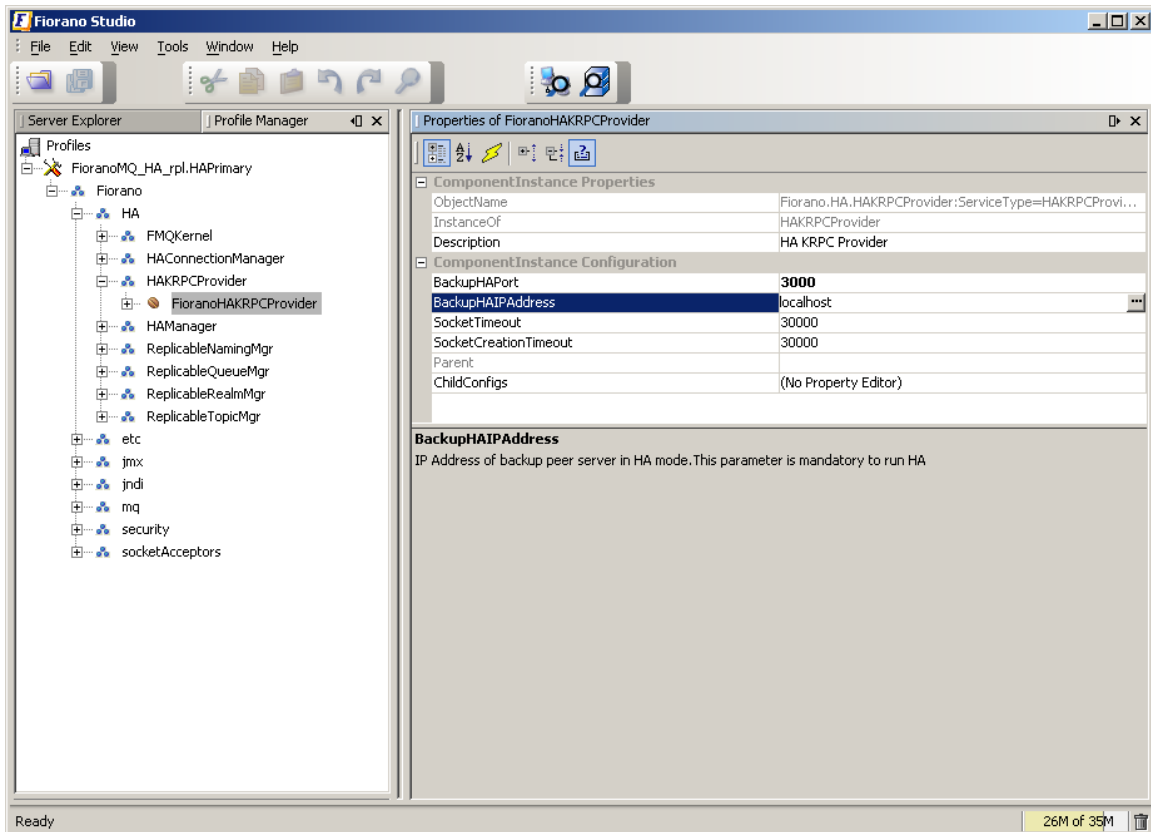 Fiorano Studio
File Edit View Tools Window Help
Server Explorer
Profile Manager
Profiles
FioranoMQ_HA_rpl.HAPrimary
Fiorano
HA
FMQKernel
HAConnectionManager
HAKRPCProvider
FioranoHAKRPCProvider
HAManager
ReplicableNamingMgr
ReplicableQueueMgr
ReplicableRealmMgr
ReplicableTopicMgr
etc
jmx
jndi
mq
security
socketAcceptors
Properties of FioranoHAKRPCProvider
ComponentInstance Properties
ObjectName Fiorano.HA.HAKRPCProvider:ServiceType=HAKRPCProvi...
InstanceOf HAKRPCProvider
Description HA KRPC Provider
ComponentInstance Configuration
BackupHAPort 3000
BackupHAIPAddress localhost ...
SocketTimeout 30000
SocketCreationTimeout 30000
Parent
ChildConfigs (No Property Editor)
BackupHAIPAddress
IP Address of backup peer server in HA mode.This parameter is mandatory to run HA
Ready 26M of 35M